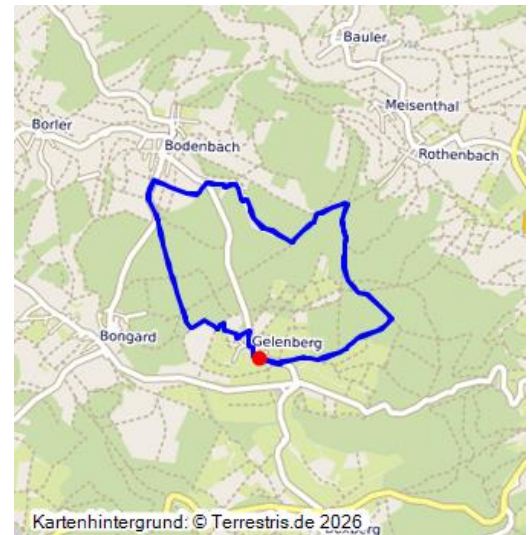 Bauler
Meisenthal
Borler
Bodenbach
Rothenbach
Bongard
Gelenberg
Kartenhintergrund: © Terrestris.de 2026